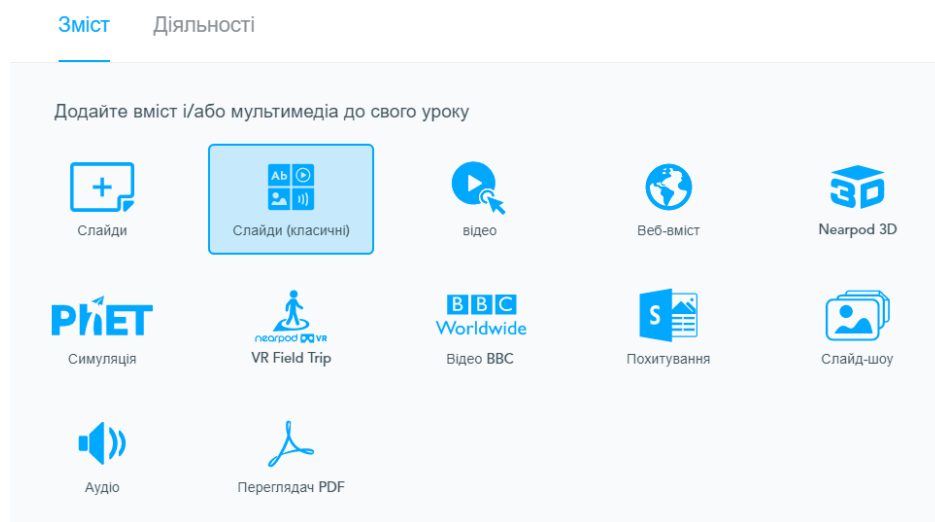 Зміст Діяльності
Додайте вміст і/або мультимедіа до свого уроку
Ab
Слайди Слайди (класичні) відео Веб-вміст 3D Nearpod 3D
PhET Симуляція nearpod VR VR Field Trip BBC Worldwide Відео BBC S Похитування Слайд-шоу
Аудіо Переглядач PDF